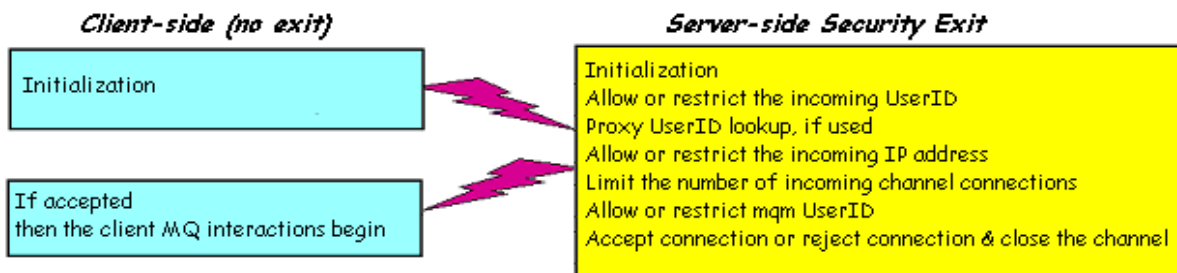 Client-side (no exit)
Initialization
If accepted
then the client MQ interactions begin
Server-side Security Exit
Initialization
Allow or restrict the incoming UserID
Proxy UserID lookup, if used
Allow or restrict the incoming IP address
Limit the number of incoming channel connections
Allow or restrict mqm UserID
Accept connection or reject connection & close the channel